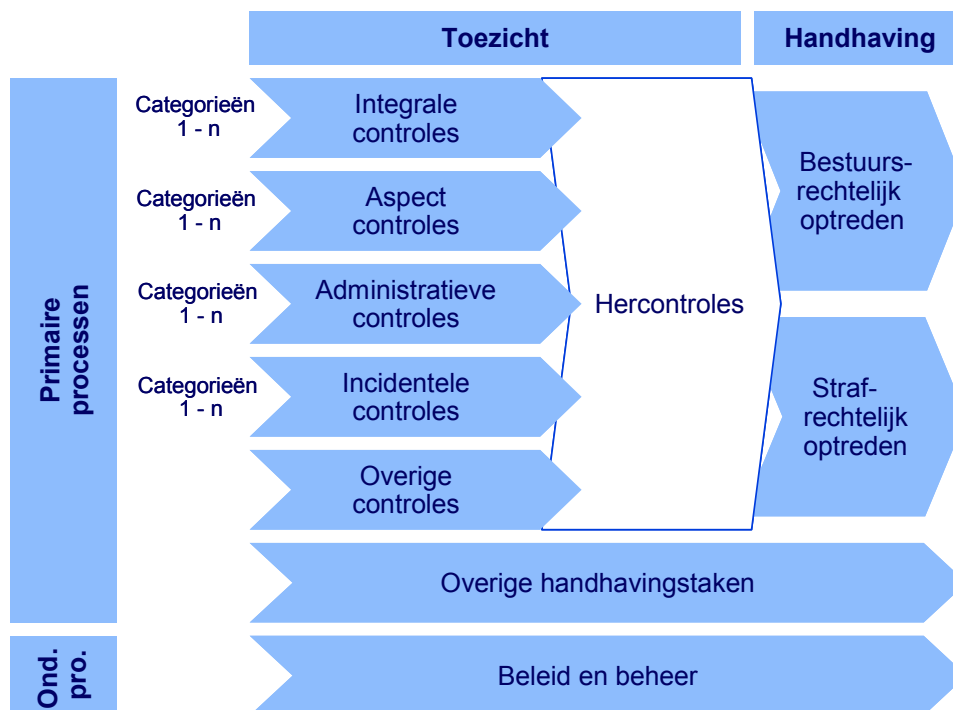 Toezicht
Handhaving
Primaire
processen
Categorieën
1 - n
Integrale
controles
Categorieën
1 - n
Aspect
controles
Categorieën
1 - n
Administratieve
controles
Categorieën
1 - n
Incidentele
controles
Overige
controles
Hercontroles
Bestuurs-
rechtelijk
optreden
Straf-
rechtelijk
optreden
Overige handhavingstaken
Ond.
pro.
Beleid en beheer